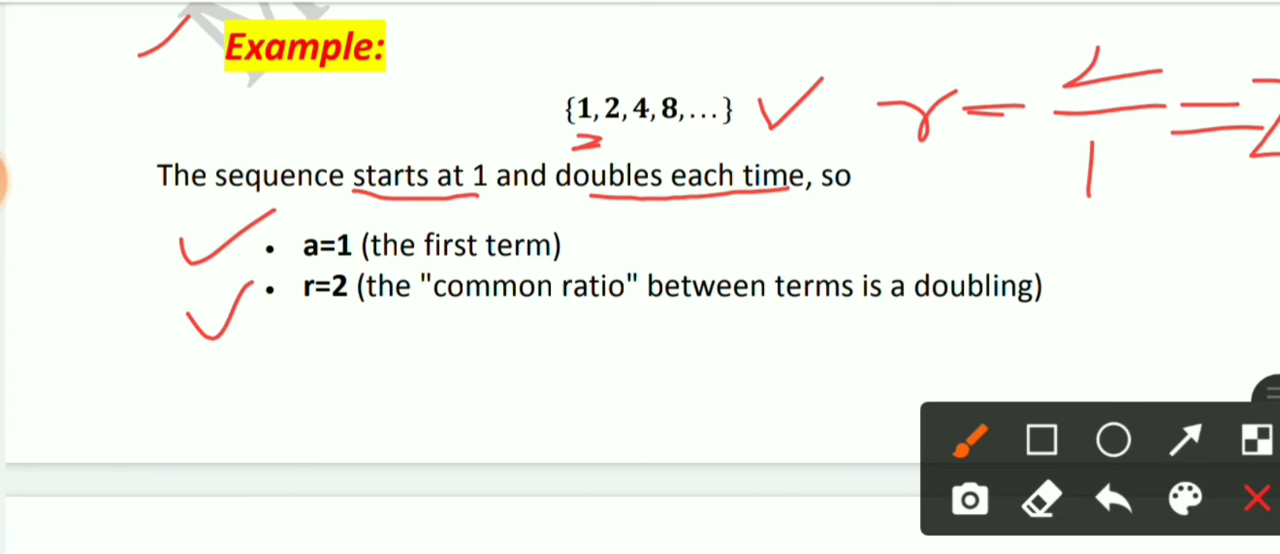 Example:
{1, 2, 4, 8, ... }
r = 2/1 = 2
The sequence starts at 1 and doubles each time, so
• a=1 (the first term)
• r=2 (the "common ratio" between terms is a doubling)